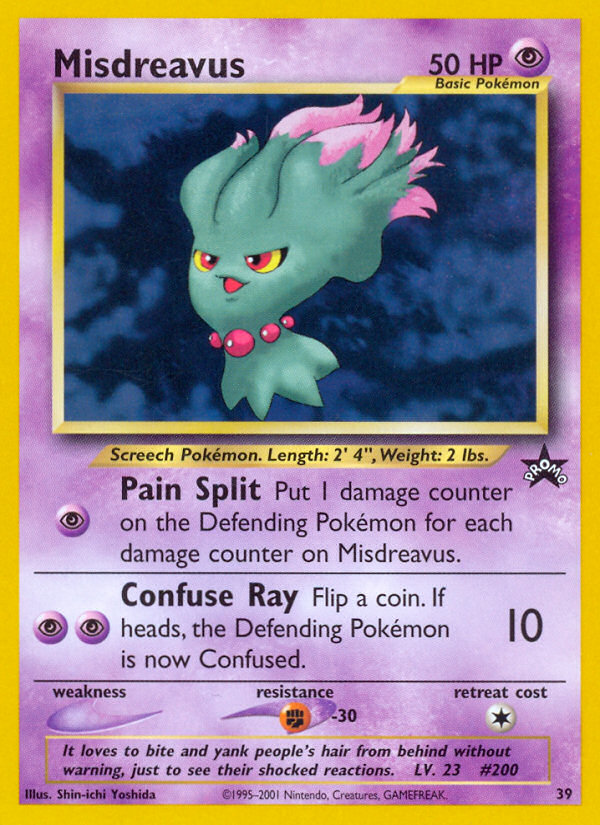 Misdreavus
50 HP
Basic Pokémon
Screech Pokémon. Length: 2' 4", Weight: 2 lbs.
PROMO
Pain Split Put 1 damage counter
on the Defending Pokémon for each
damage counter on Misdreavus.
Confuse Ray Flip a coin. If
heads, the Defending Pokémon
is now Confused.
10
weakness
resistance
retreat cost
-30
It loves to bite and yank people's hair from behind without
warning, just to see their shocked reactions. LV. 23 #200
Illus. Shin-ichi Yoshida
©1995-2001 Nintendo, Creatures, GAMEFREAK.
39